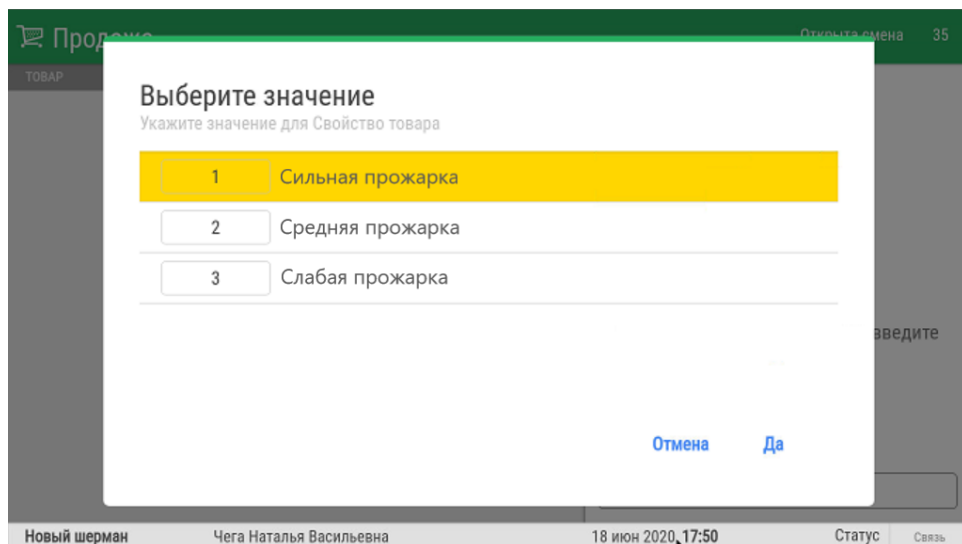 Открыта смена 35
ТОВАР
Выберите значение
Укажите значение для Свойство товара
1 Сильная прожарка
2 Средняя прожарка
3 Слабая прожарка
Отмена Да
Новый шерман Чега Наталья Васильевна 18 июн 2020, 17:50 Статус Связь